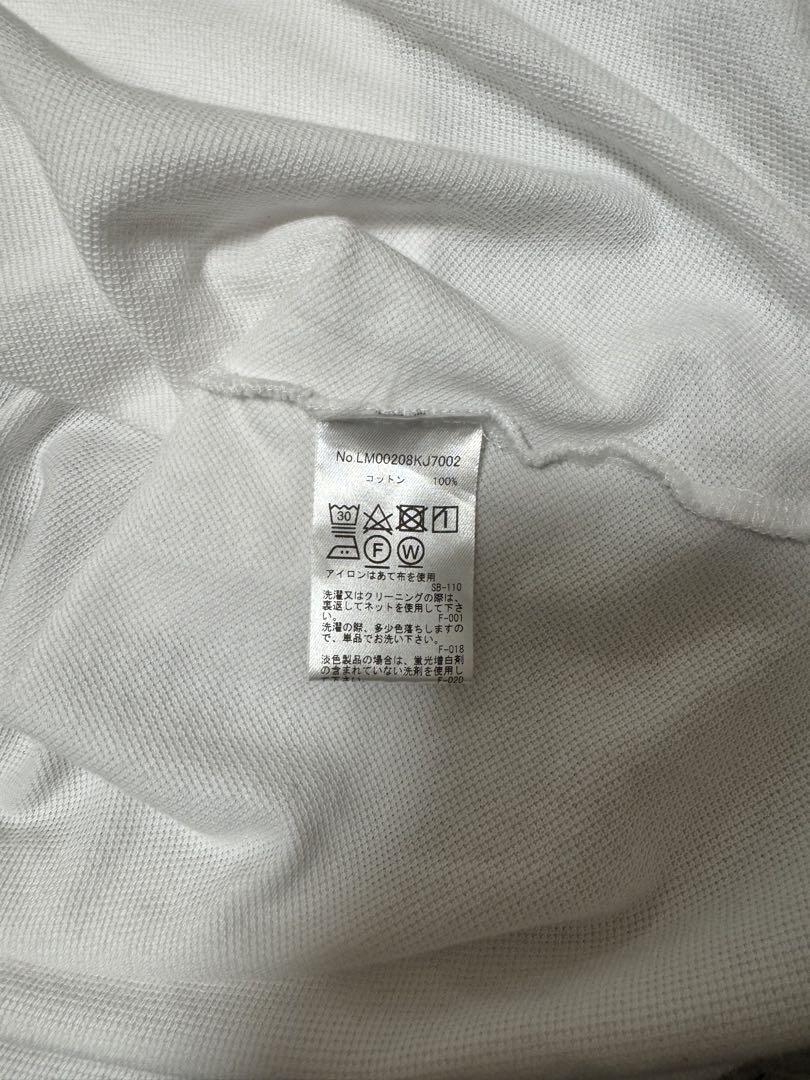 No.LM00208KJ7002
コットン 100%
30
F W
アイロンはあて布を使用
SB-110
洗濯又はクリーニングの際は、
裏返してネットを使用して下さ
い。 F-001
洗濯の際、多少色落ちしますの
で、単品でお洗い下さい。
F-018
淡色製品の場合は、蛍光増白剤
の含まれていない洗剤を使用し
て下さい。 F-020